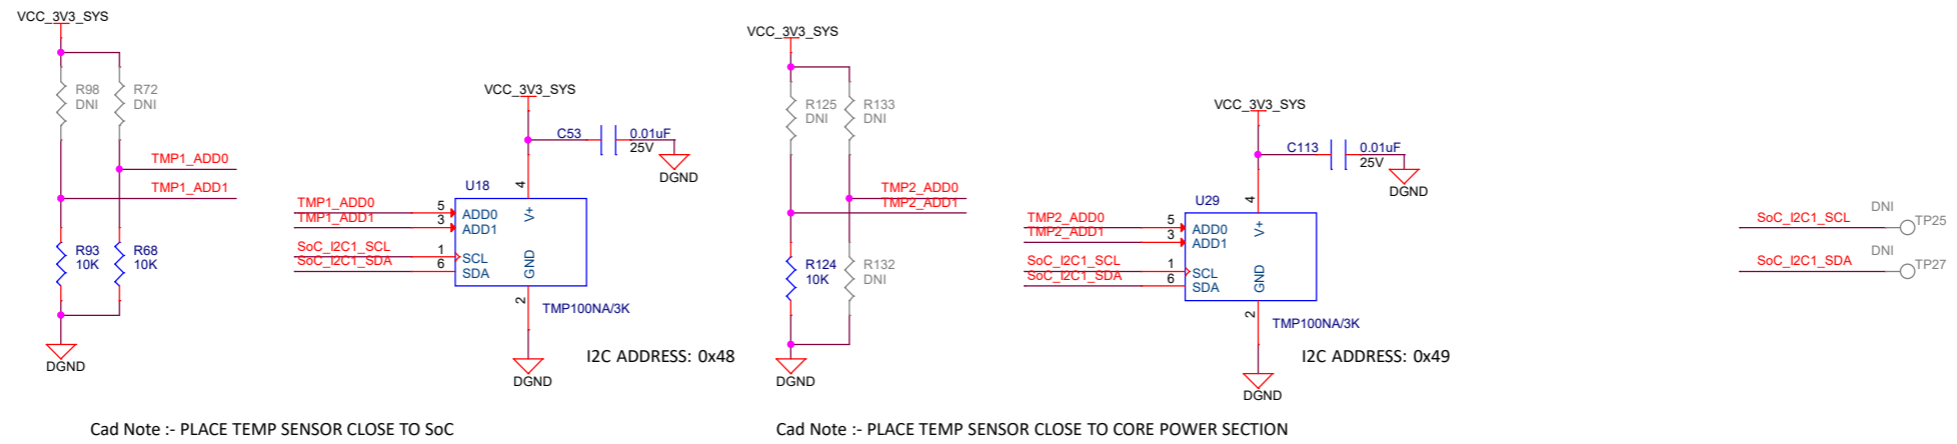 VCC_3V3_SYS
R98
DNI
R72
DNI
TMP1_ADD0
TMP1_ADD1
R93
10K
R68
10K
DGND
VCC_3V3_SYS
C53
0.01uF
25V
DGND
U18
TMP1_ADD0
TMP1_ADD1
SoC_I2C1_SCL
SoC_I2C1_SDA
5
3
1
6
4
2
ADD0
ADD1
SCL
SDA
V+
GND
TMP100NA/3K
DGND
I2C ADDRESS: 0x48
Cad Note :- PLACE TEMP SENSOR CLOSE TO SoC
VCC_3V3_SYS
R125
DNI
R133
DNI
TMP2_ADD0
TMP2_ADD1
R124
10K
R132
DNI
DGND
VCC_3V3_SYS
C113
0.01uF
25V
DGND
U29
TMP2_ADD0
TMP2_ADD1
SoC_I2C1_SCL
SoC_I2C1_SDA
5
3
1
6
4
2
ADD0
ADD1
SCL
SDA
V+
GND
TMP100NA/3K
DGND
I2C ADDRESS: 0x49
Cad Note :- PLACE TEMP SENSOR CLOSE TO CORE POWER SECTION
SoC_I2C1_SCL
DNI
TP25
SoC_I2C1_SDA
DNI
TP27